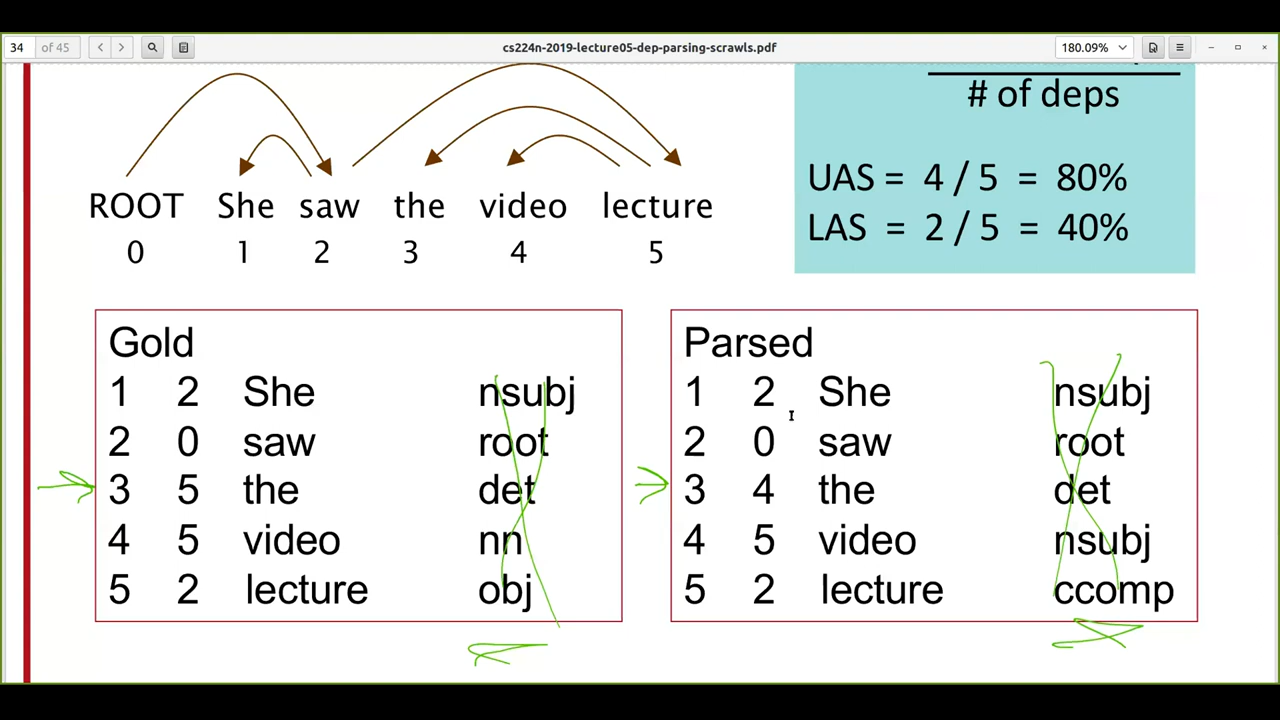 34 of 45
cs224n-2019-lecture05-dep-parsing-scrawls.pdf
180.09%
# of deps
UAS = 4 / 5 = 80%
LAS = 2 / 5 = 40%
ROOT She saw the video lecture
0 1 2 3 4 5
Gold
1 2 She nsubj
2 0 saw root
3 5 the det
4 5 video nn
5 2 lecture obj
Parsed
1 2 She nsubj
2 0 saw root
3 4 the det
4 5 video nsubj
5 2 lecture ccomp